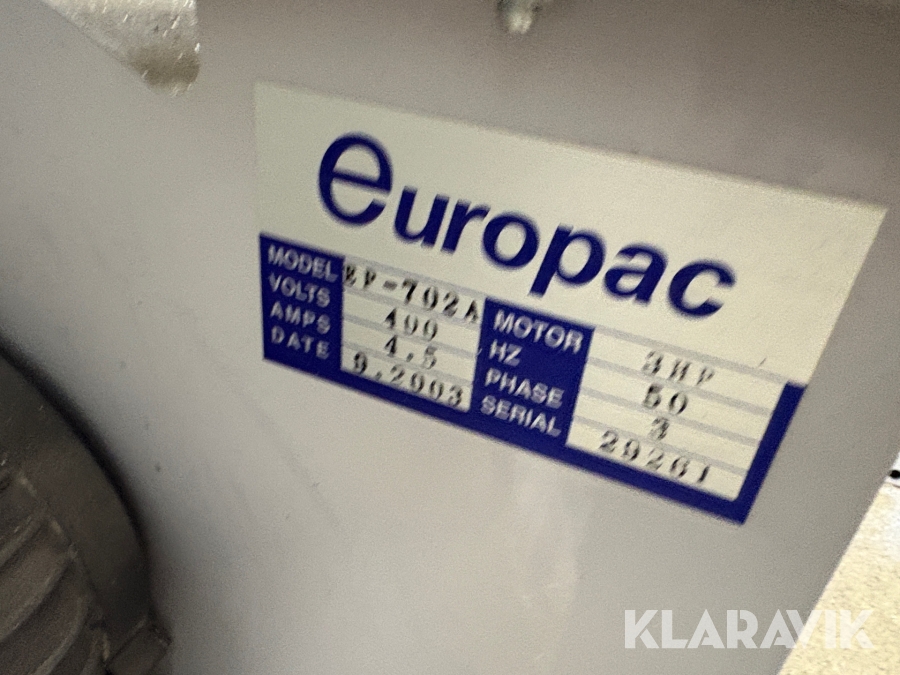 europac
MODEL EP-702A MOTOR 3HP
VOLTS 400 HZ 50
AMPS 4.5 PHASE 3
DATE 9.2003 SERIAL 29261
KLARAVIK